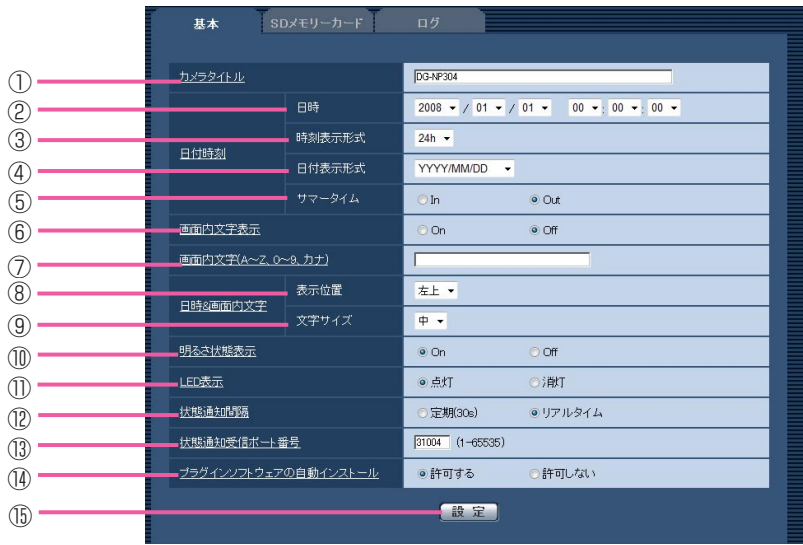 基本 SDメモリーカード ログ
① カメラタイトル DG-NP304
② 日時 2008 / 01 / 01 00 : 00 : 00
③ 時刻表示形式 24h
日付時刻
④ 日付表示形式 YYYY/MM/DD
⑤ サマータイム In Out
⑥ 画面内文字表示 On Off
⑦ 画面内文字(A～Z、0～9、カナ)
⑧ 表示位置 左上
日時&画面内文字
⑨ 文字サイズ 中
⑩ 明るさ状態表示 On Off
⑪ LED表示 点灯 消灯
⑫ 状態通知間隔 定期(30s) リアルタイム
⑬ 状態通知受信ポート番号 31004 (1-65535)
⑭ プラグインソフトウェアの自動インストール 許可する 許可しない
⑮ 設定